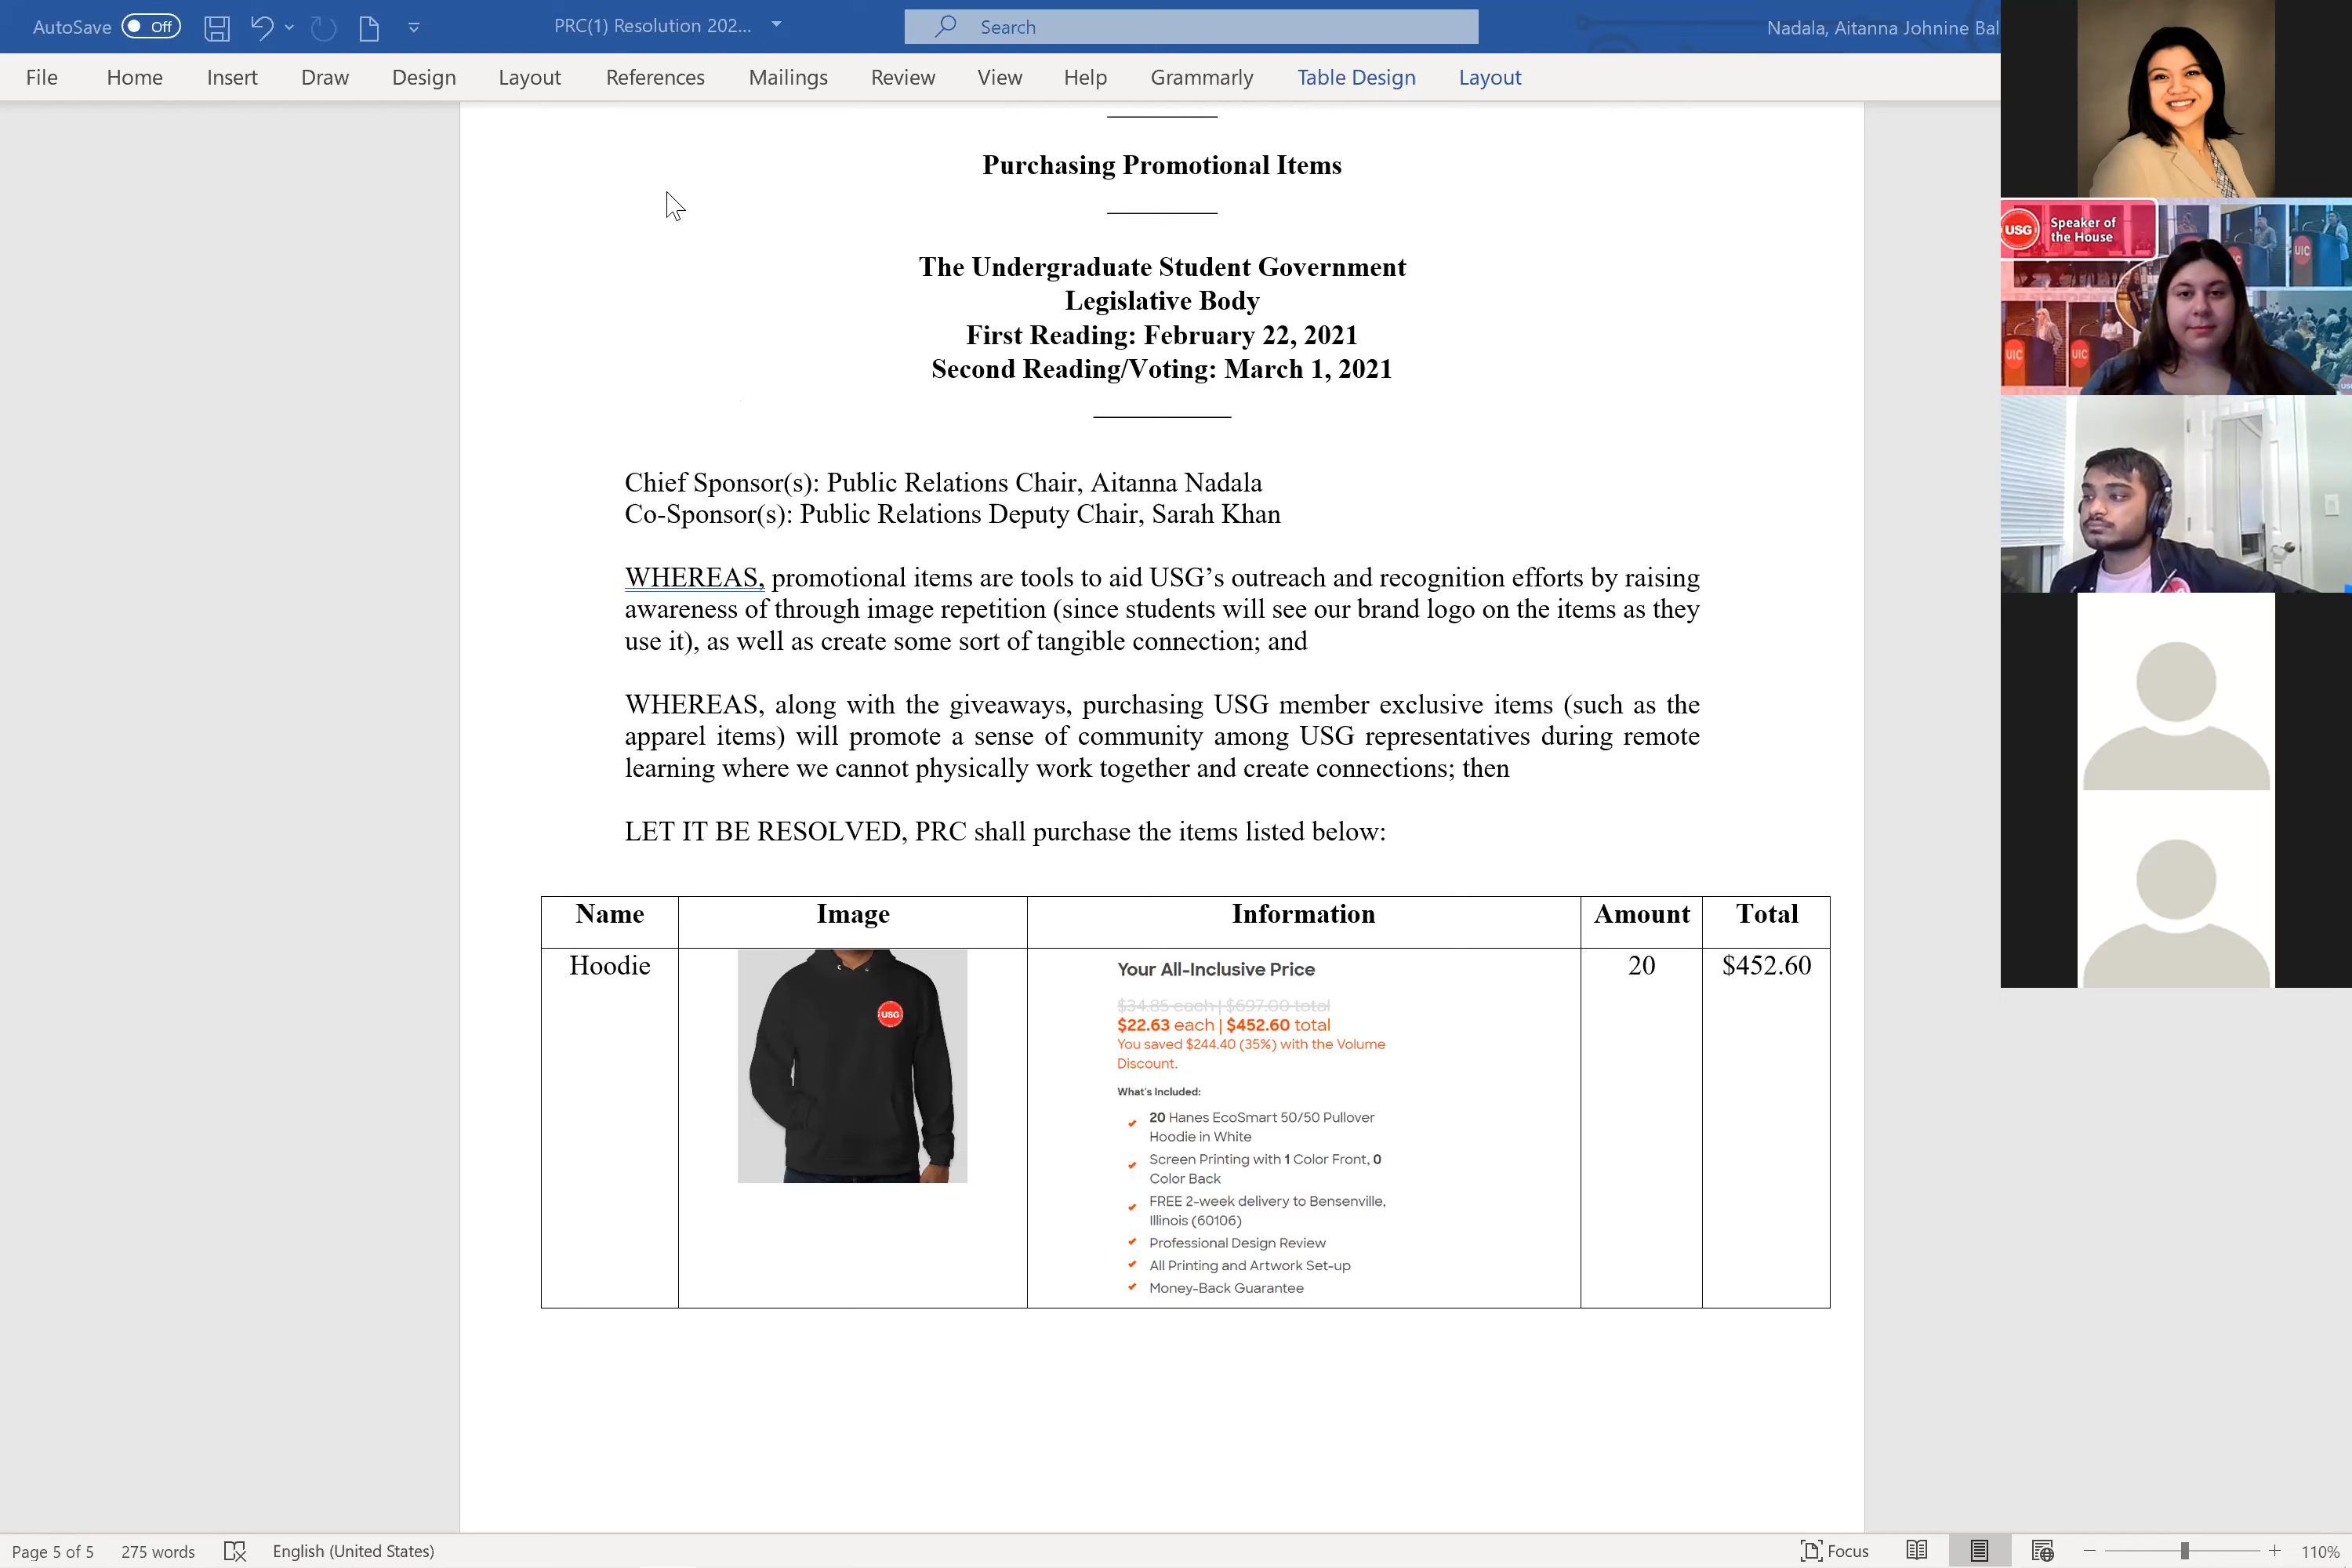 AutoSave Off
PRC(1) Resolution 202...
Search
Nadala, Aitanna Johnine Bal
File Home Insert Draw Design Layout References Mailings Review View Help Grammarly Table Design Layout
Purchasing Promotional Items
The Undergraduate Student Government
Legislative Body
First Reading: February 22, 2021
Second Reading/Voting: March 1, 2021
Chief Sponsor(s): Public Relations Chair, Aitanna Nadala
Co-Sponsor(s): Public Relations Deputy Chair, Sarah Khan
WHEREAS, promotional items are tools to aid USG’s outreach and recognition efforts by raising
awareness of through image repetition (since students will see our brand logo on the items as they
use it), as well as create some sort of tangible connection; and
WHEREAS, along with the giveaways, purchasing USG member exclusive items (such as the
apparel items) will promote a sense of community among USG representatives during remote
learning where we cannot physically work together and create connections; then
LET IT BE RESOLVED, PRC shall purchase the items listed below:
Name Image Information Amount Total
Hoodie
USG
Your All-Inclusive Price
$34.85 each | $697.00 total
$22.63 each | $452.60 total
You saved $244.40 (35%) with the Volume
Discount.
What's Included:
20 Hanes EcoSmart 50/50 Pullover
Hoodie in White
Screen Printing with 1 Color Front, 0
Color Back
FREE 2-week delivery to Bensenville,
Illinois (60106)
Professional Design Review
All Printing and Artwork Set-up
Money-Back Guarantee
20
$452.60
USG
Speaker of
the House
UIC
UIC
UIC
Page 5 of 5
275 words
English (United States)
Focus
110%